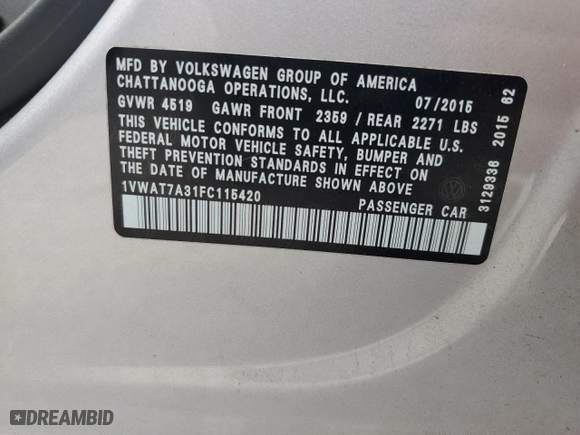 MFD BY VOLKSWAGEN GROUP OF AMERICA
CHATTANOOGA OPERATIONS, LLC. 07/2015
GVWR 4519 GAWR FRONT 2359 / REAR 2271 LBS
THIS VEHICLE CONFORMS TO ALL APPLICABLE U.S.
FEDERAL MOTOR VEHICLE SAFETY, BUMPER AND
THEFT PREVENTION STANDARDS IN EFFECT ON
THE DATE OF MANUFACTURE SHOWN ABOVE
1VWAT7A31FC115420 PASSENGER CAR
3129336 2015 62
DREAMBID